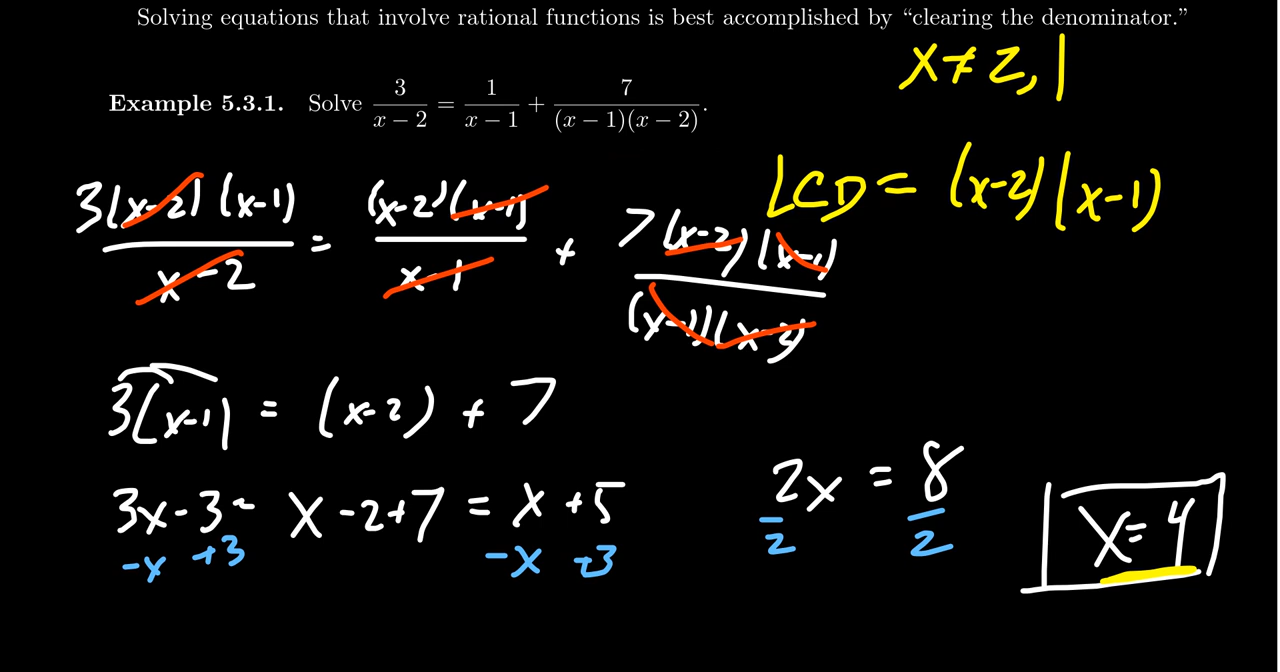 Solving equations that involve rational functions is best accomplished by “clearing the denominator.”
x ≠ 2, 1
Example 5.3.1. Solve 3/(x − 2) = 1/(x − 1) + 7/((x − 1)(x − 2)).
LCD = (x-2)(x-1)
3(x-2)(x-1)/(x-2) = (x-2)(x-1)/(x-1) + 7(x-2)(x-1)/((x-1)(x-2))
3(x-1) = (x-2) + 7
3x-3 = x-2+7 = x+5
-x +3 -x +3
2x = 8
2 2
x = 4